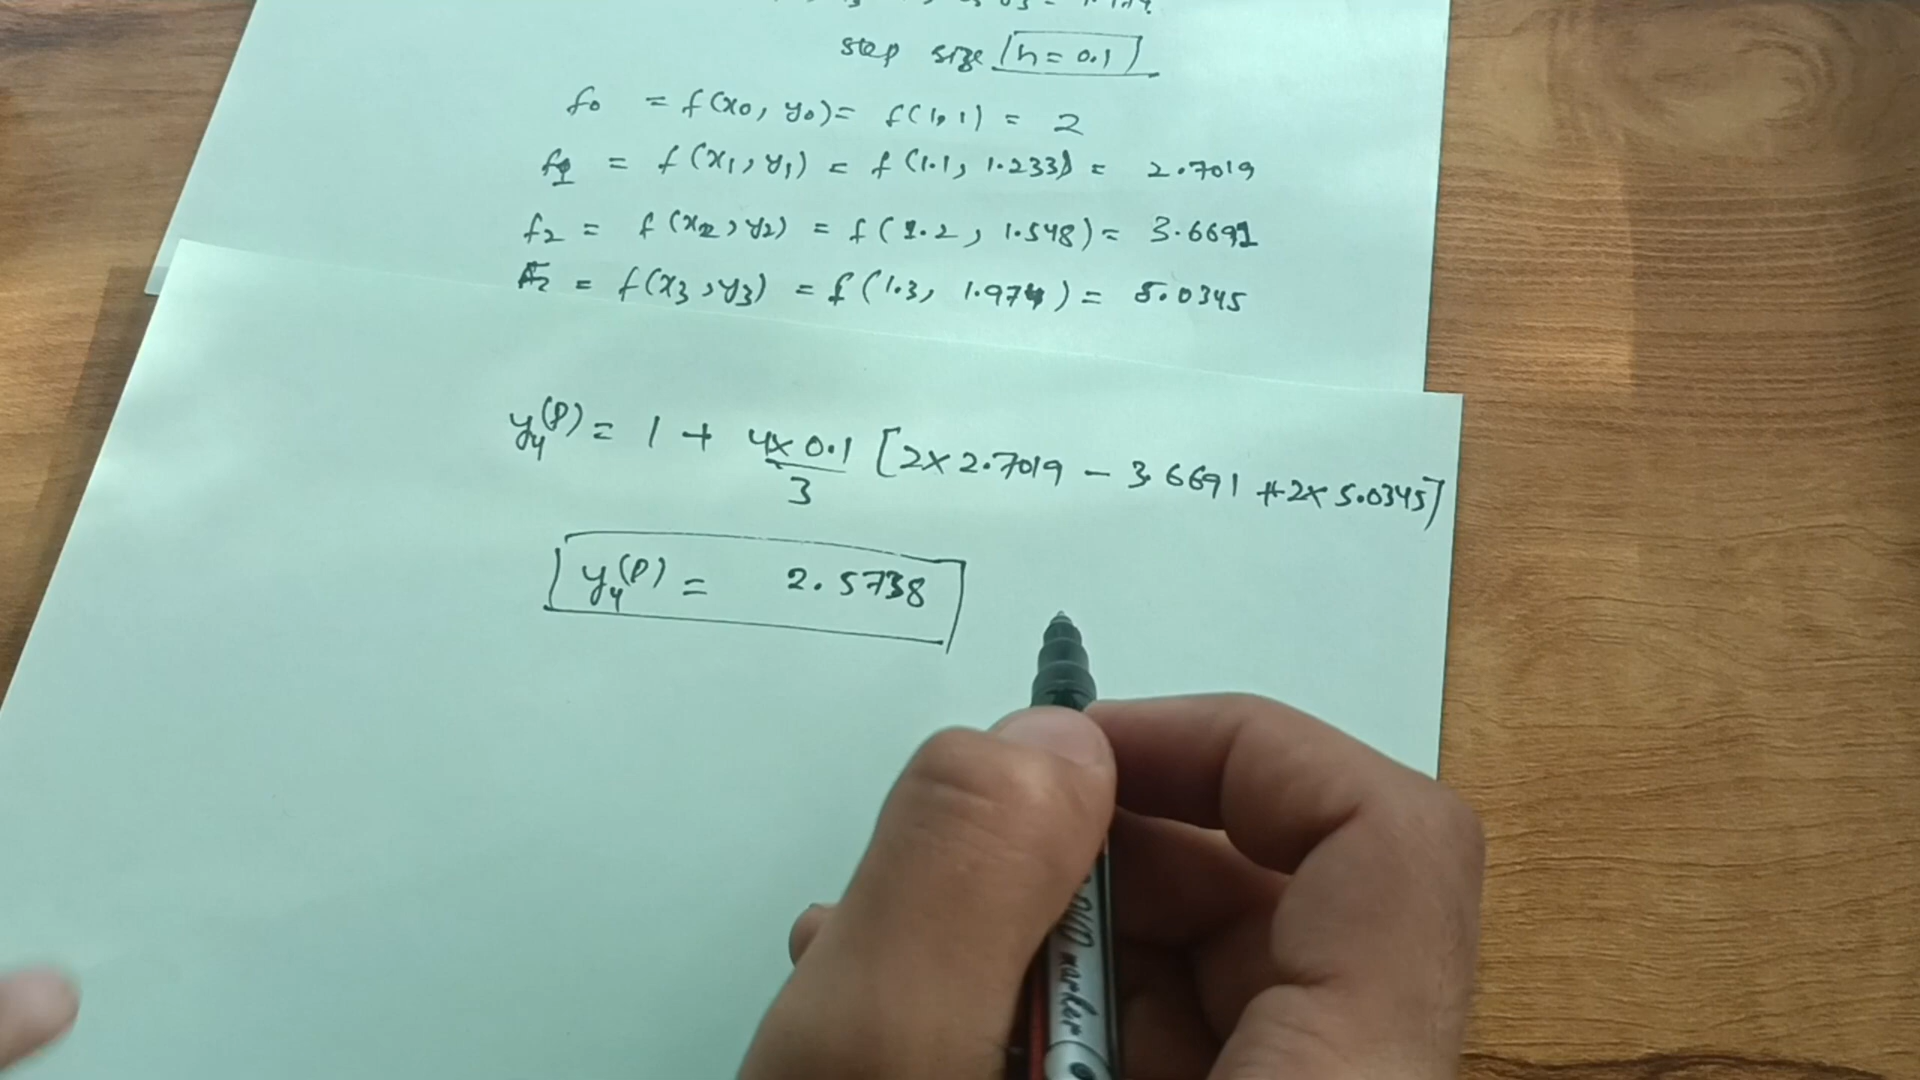 step size h = 0.1
f0 = f(x0, y0) = f(1, 1) = 2
f1 = f(x1, y1) = f(1.1, 1.233) = 2.7019
f2 = f(x2, y2) = f(1.2, 1.548) = 3.6691
= f(x3, y3) = f(1.3, 1.979) = 5.0345
y4(P) = 1 + 4×0.1/3 [2×2.7019 - 3.6691 + 2×5.0345]
y4(P) = 2.5738
marker